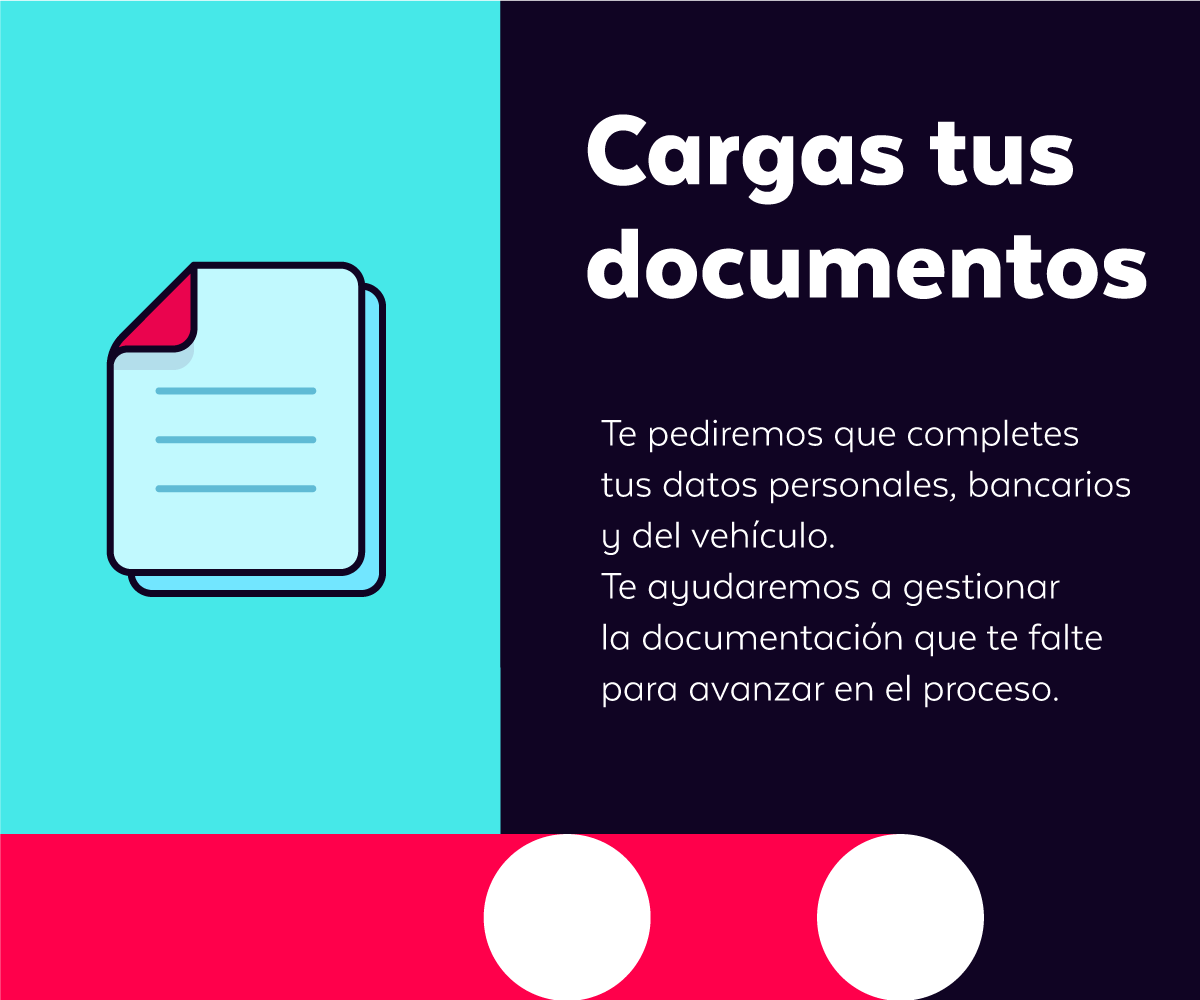 Cargas tus
documentos
Te pediremos que completes
tus datos personales, bancarios
y del vehículo.
Te ayudaremos a gestionar
la documentación que te falte
para avanzar en el proceso.